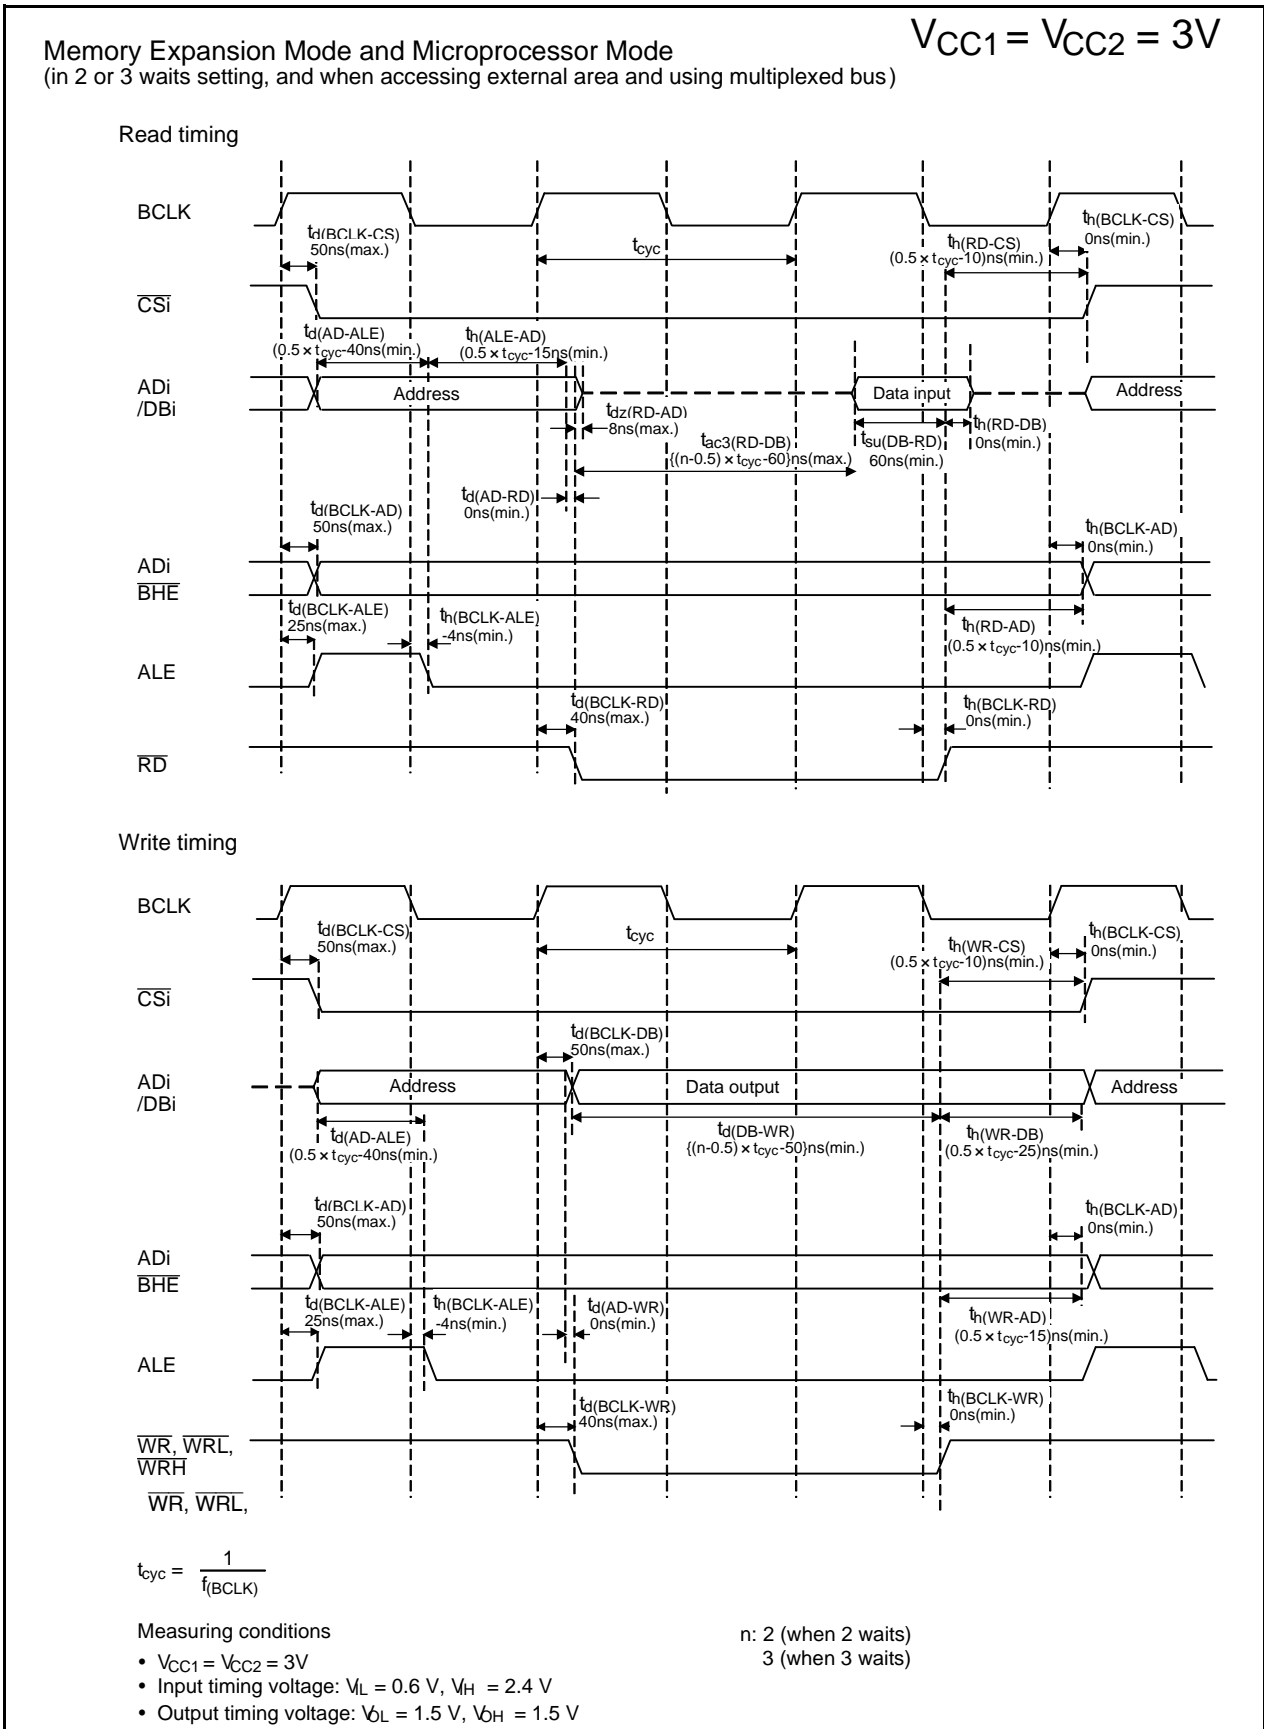 V_CC1 = V_CC2 = 3V
Memory Expansion Mode and Microprocessor Mode
(in 2 or 3 waits setting, and when accessing external area and using multiplexed bus)
Read timing
BCLK
td(BCLK-CS)
50ns(max.)
tcyc
th(RD-CS)
(0.5 × tcyc-10)ns(min.)
th(BCLK-CS)
0ns(min.)
CSi
td(AD-ALE)
(0.5 × tcyc-40ns(min.
th(ALE-AD)
(0.5 × tcyc-15ns(min.
ADi
/DBi
Address
Data input
Address
tdz(RD-AD)
8ns(max.)
tac3(RD-DB)
{(n-0.5) × tcyc-60}ns(max.)
tsu(DB-RD)
60ns(min.)
th(RD-DB)
0ns(min.)
td(AD-RD)
0ns(min.)
td(BCLK-AD)
50ns(max.)
th(BCLK-AD)
0ns(min.)
ADi
BHE
td(BCLK-ALE)
25ns(max.)
th(BCLK-ALE)
-4ns(min.)
th(RD-AD)
(0.5 × tcyc-10)ns(min.)
ALE
td(BCLK-RD)
40ns(max.)
th(BCLK-RD)
0ns(min.)
RD
Write timing
BCLK
td(BCLK-CS)
50ns(max.)
tcyc
th(WR-CS)
(0.5 × tcyc-10)ns(min.)
th(BCLK-CS)
0ns(min.)
CSi
td(BCLK-DB)
50ns(max.)
ADi
/DBi
Address
Data output
Address
td(AD-ALE)
(0.5 × tcyc-40ns(min.
td(DB-WR)
{(n-0.5) × tcyc-50}ns(min.)
th(WR-DB)
(0.5 × tcyc-25)ns(min.)
td(BCLK-AD)
50ns(max.)
th(BCLK-AD)
0ns(min.)
ADi
BHE
td(BCLK-ALE)
25ns(max.)
th(BCLK-ALE)
-4ns(min.)
td(AD-WR)
0ns(min.)
th(WR-AD)
(0.5 × tcyc-15)ns(min.)
ALE
td(BCLK-WR)
40ns(max.)
th(BCLK-WR)
0ns(min.)
WR, WRL,
WRH
WR, WRL,
tcyc = 1 / f(BCLK)
Measuring conditions
• VCC1 = VCC2 = 3V
• Input timing voltage: VIL = 0.6 V, VIH = 2.4 V
• Output timing voltage: VOL = 1.5 V, VOH = 1.5 V
n: 2 (when 2 waits)
3 (when 3 waits)